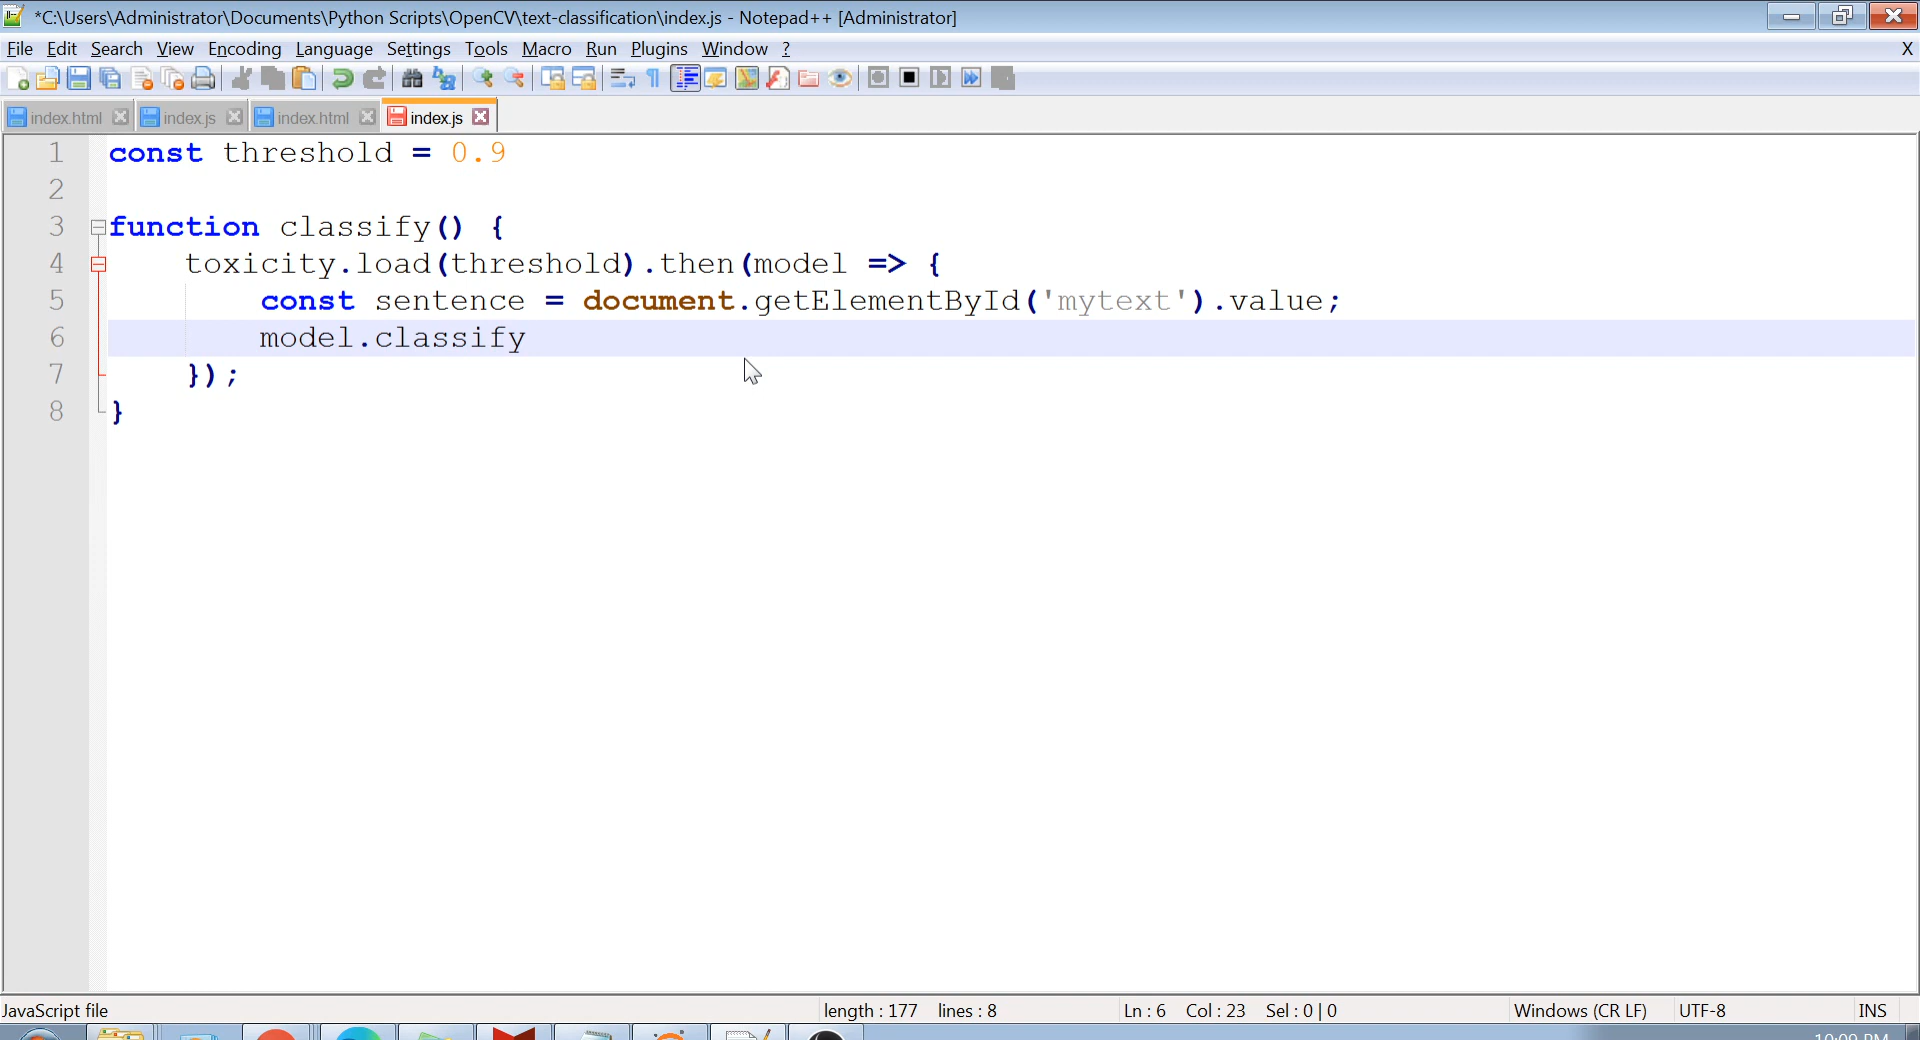 *C:\Users\Administrator\Documents\Python Scripts\OpenCV\text-classification\index.js - Notepad++ [Administrator]
File Edit Search View Encoding Language Settings Tools Macro Run Plugins Window ? X
index.html index.js index.html index.js
1 const threshold = 0.9
2
3 function classify() {
4 toxicity.load(threshold).then(model => {
5 const sentence = document.getElementById('mytext').value;
6 model.classify
7 });
8 }
JavaScript file length : 177 lines : 8 Ln : 6 Col : 23 Sel : 0 | 0 Windows (CR LF) UTF-8 INS
10:09 PM